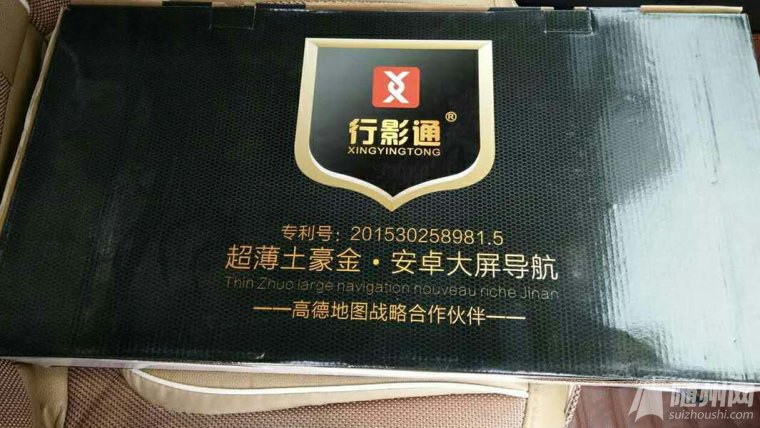 行影通®
XINGYINGTONG
专利号：201530258981.5
超薄土豪金·安卓大屏导航
Thin Zhuo large navigation nouveau riche Jinan
——高德地图战略合作伙伴——
随州网
suizhoushi.com